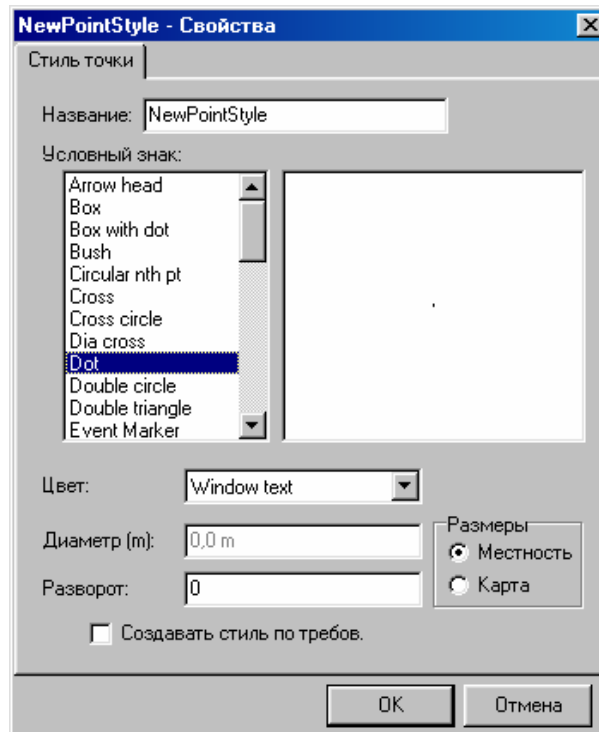 NewPointStyle - Свойства
Стиль точки
Название: NewPointStyle
Условный знак:
Arrow head
Box
Box with dot
Bush
Circular nth pt
Cross
Cross circle
Dia cross
Dot
Double circle
Double triangle
Event Marker
Цвет: Window text
Размеры
Диаметр (m): 0,0 m
Местность
Разворот: 0
Карта
Создавать стиль по требов.
OK Отмена